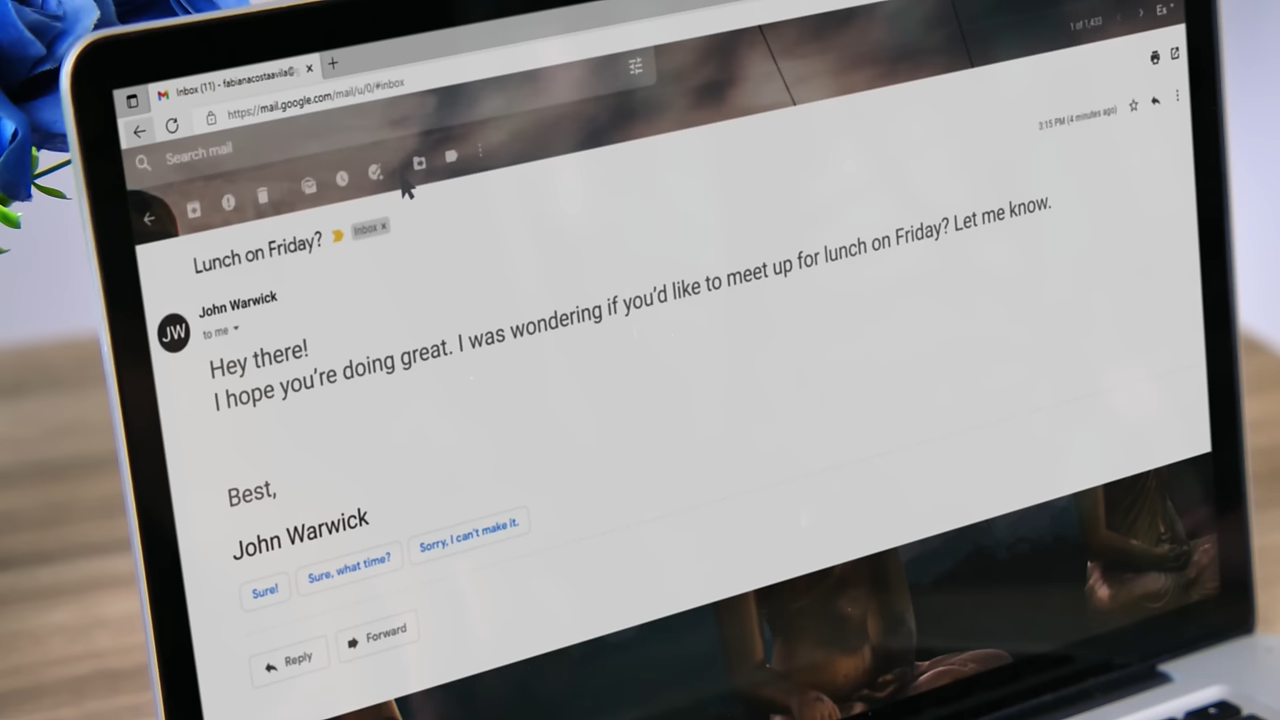 Inbox (11) - fabianacostaavila@
https://mail.google.com/mail/u/0/#inbox
Search mail
1 of 1,433
Es
Lunch on Friday?
Inbox x
3:15 PM (4 minutes ago)
JW
John Warwick
to me
Hey there!
I hope you’re doing great. I was wondering if you’d like to meet up for lunch on Friday? Let me know.
Best,
John Warwick
Sure!
Sure, what time?
Sorry, I can't make it.
Reply
Forward